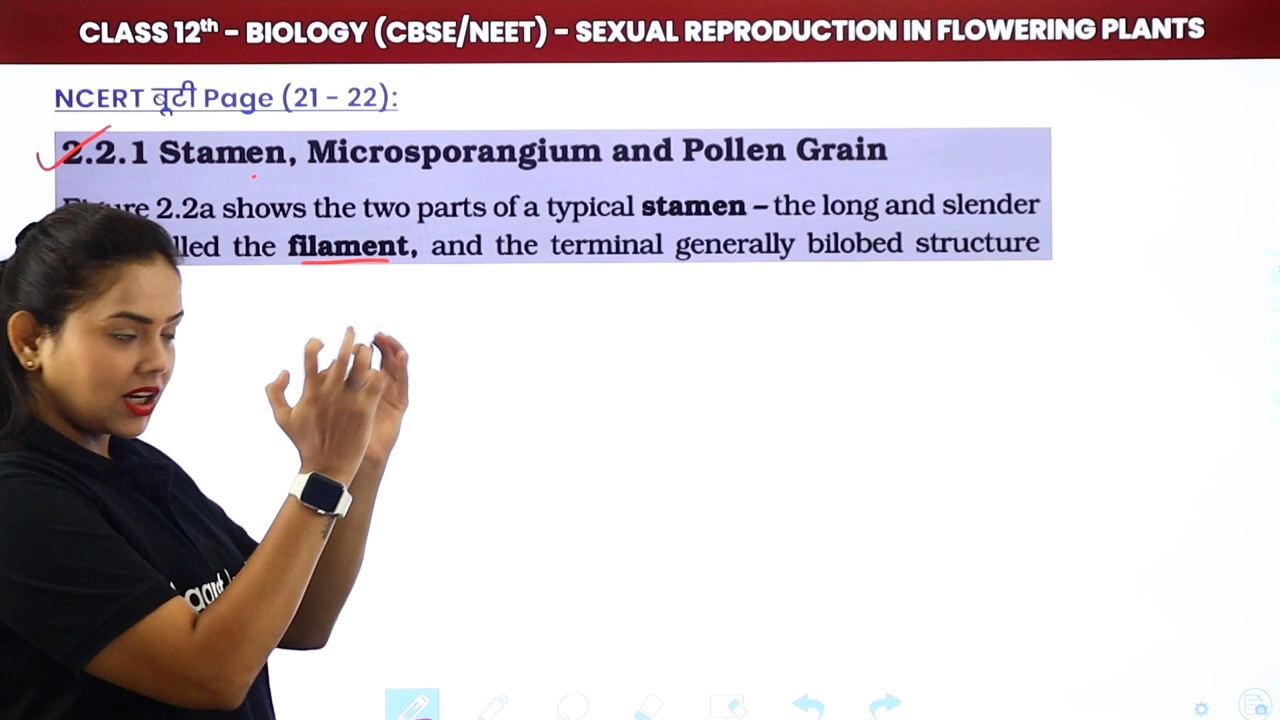 CLASS 12th – BIOLOGY (CBSE/NEET) – SEXUAL REPRODUCTION IN FLOWERING PLANTS
NCERT बूटी Page (21 – 22):
2.2.1 Stamen, Microsporangium and Pollen Grain
2.2a shows the two parts of a typical stamen – the long and slender
the filament, and the terminal generally bilobed structure